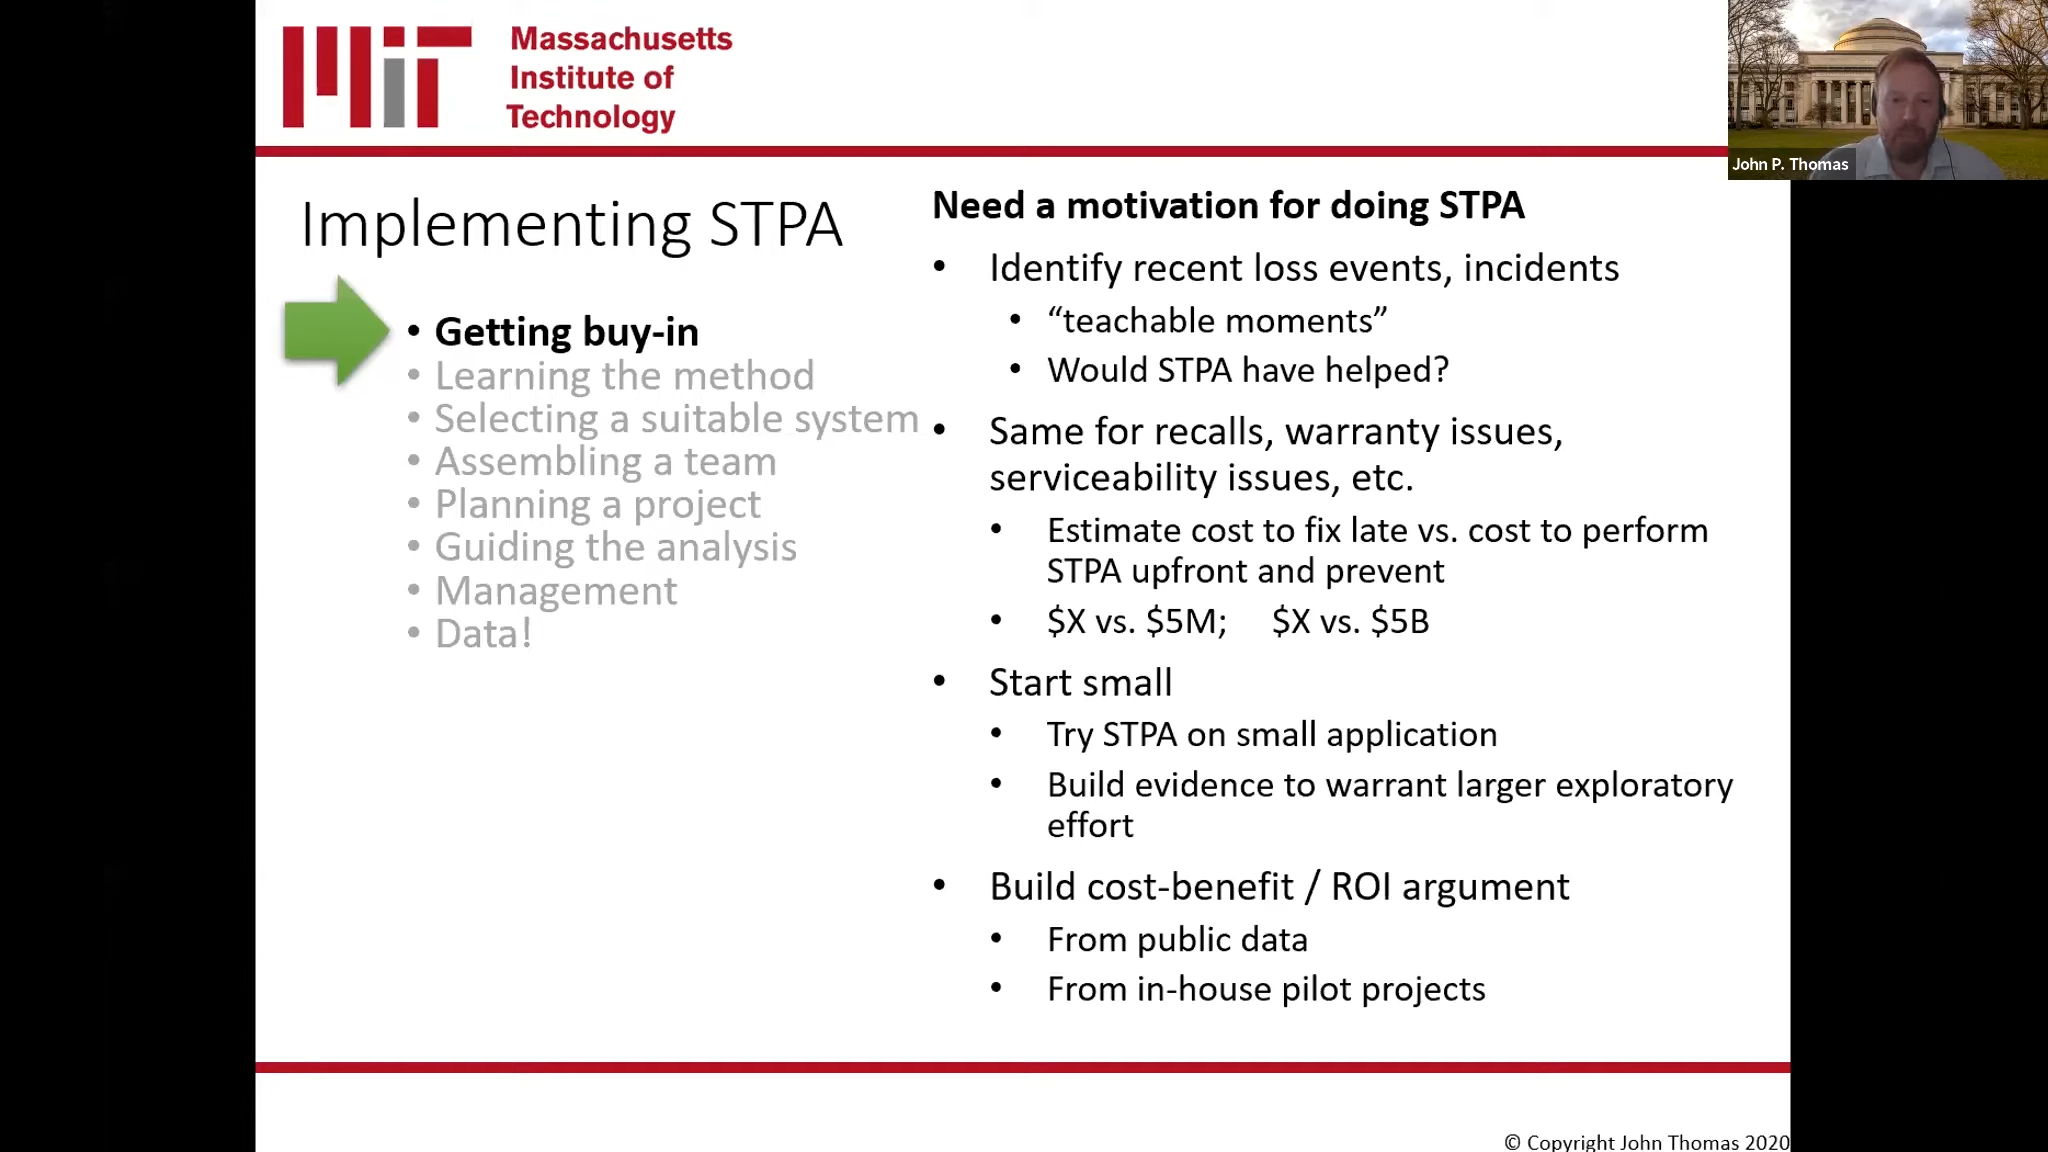 MIT
Massachusetts
Institute of
Technology
John P. Thomas
Implementing STPA
• Getting buy-in
• Learning the method
• Selecting a suitable system
• Assembling a team
• Planning a project
• Guiding the analysis
• Management
• Data!
Need a motivation for doing STPA
• Identify recent loss events, incidents
• “teachable moments”
• Would STPA have helped?
• Same for recalls, warranty issues,
serviceability issues, etc.
• Estimate cost to fix late vs. cost to perform
STPA upfront and prevent
• $X vs. $5M; $X vs. $5B
• Start small
• Try STPA on small application
• Build evidence to warrant larger exploratory
effort
• Build cost-benefit / ROI argument
• From public data
• From in-house pilot projects
© Copyright John Thomas 2020